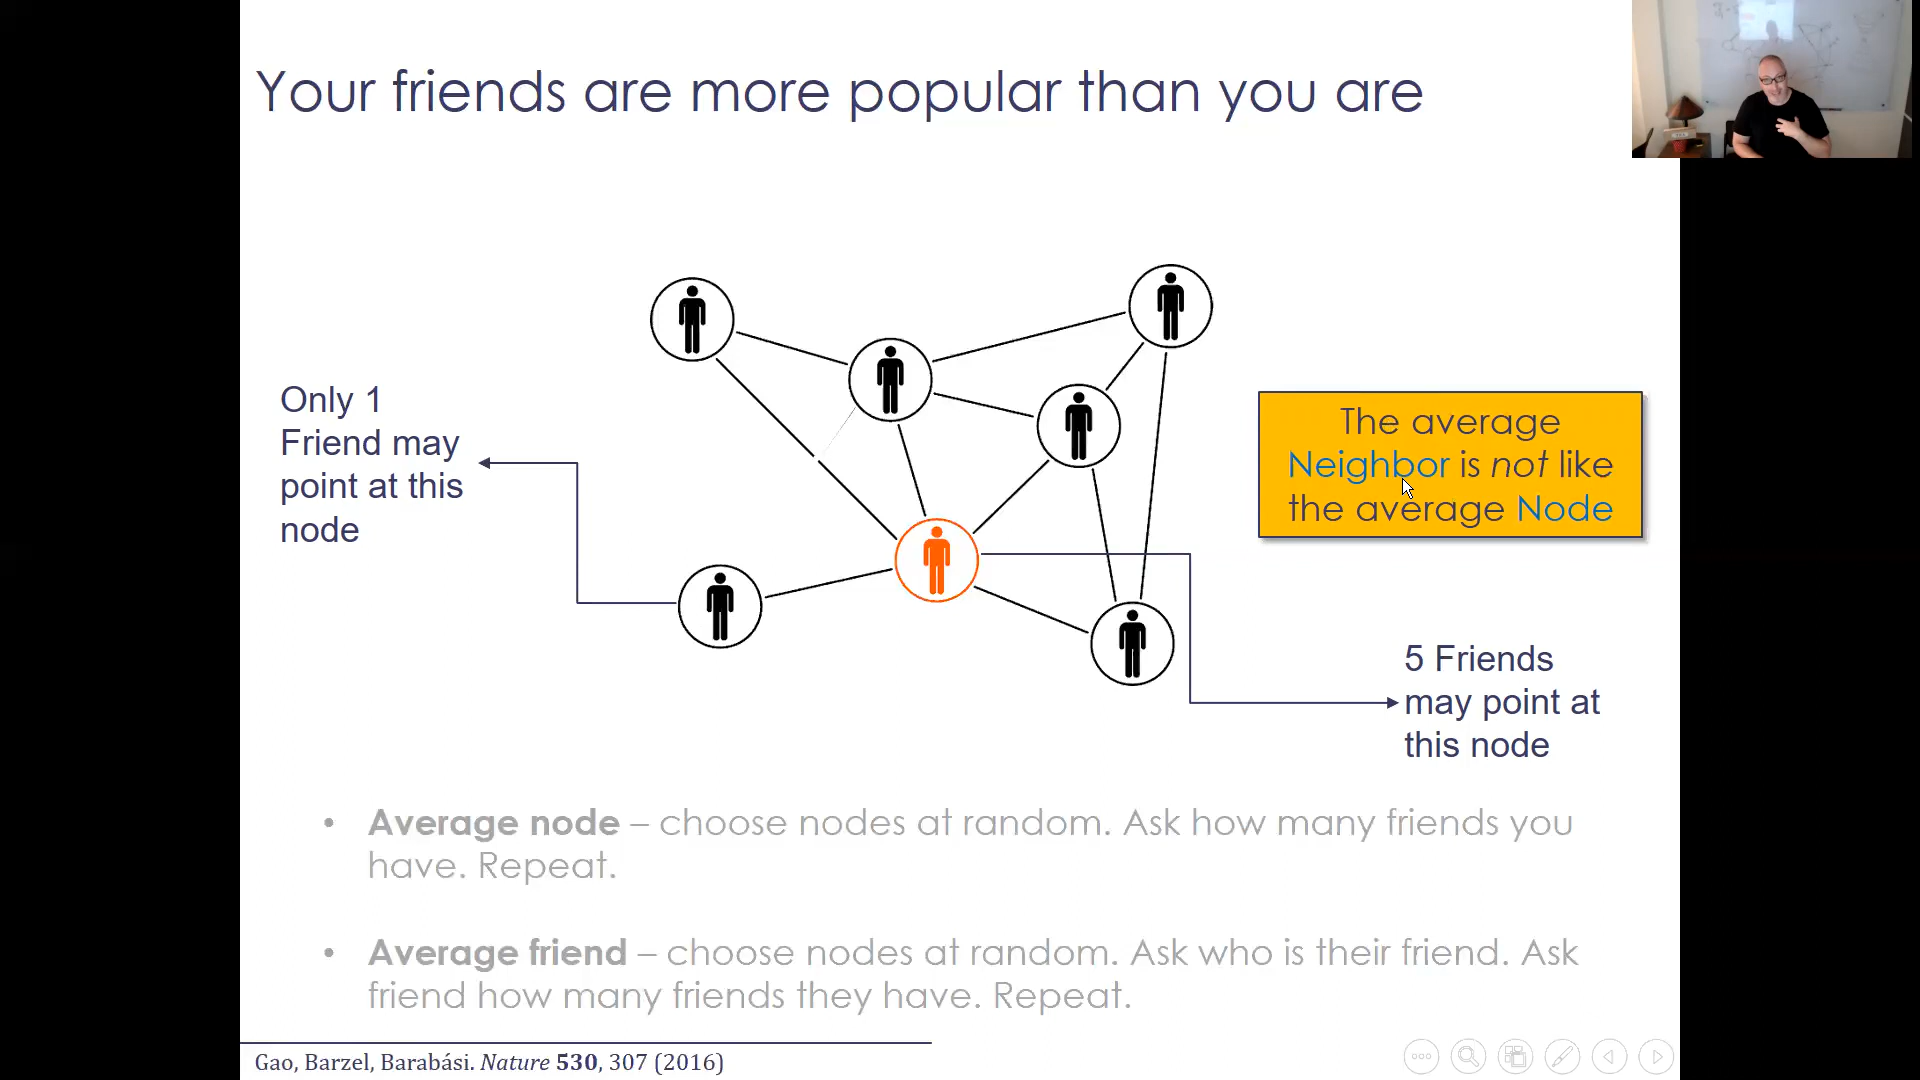 Your friends are more popular than you are
Only 1
Friend may
point at this
node
The average
Neighbor is not like
the average Node
5 Friends
may point at
this node
• Average node – choose nodes at random. Ask how many friends you
have. Repeat.
• Average friend – choose nodes at random. Ask who is their friend. Ask
friend how many friends they have. Repeat.
Gao, Barzel, Barabási. Nature 530, 307 (2016)